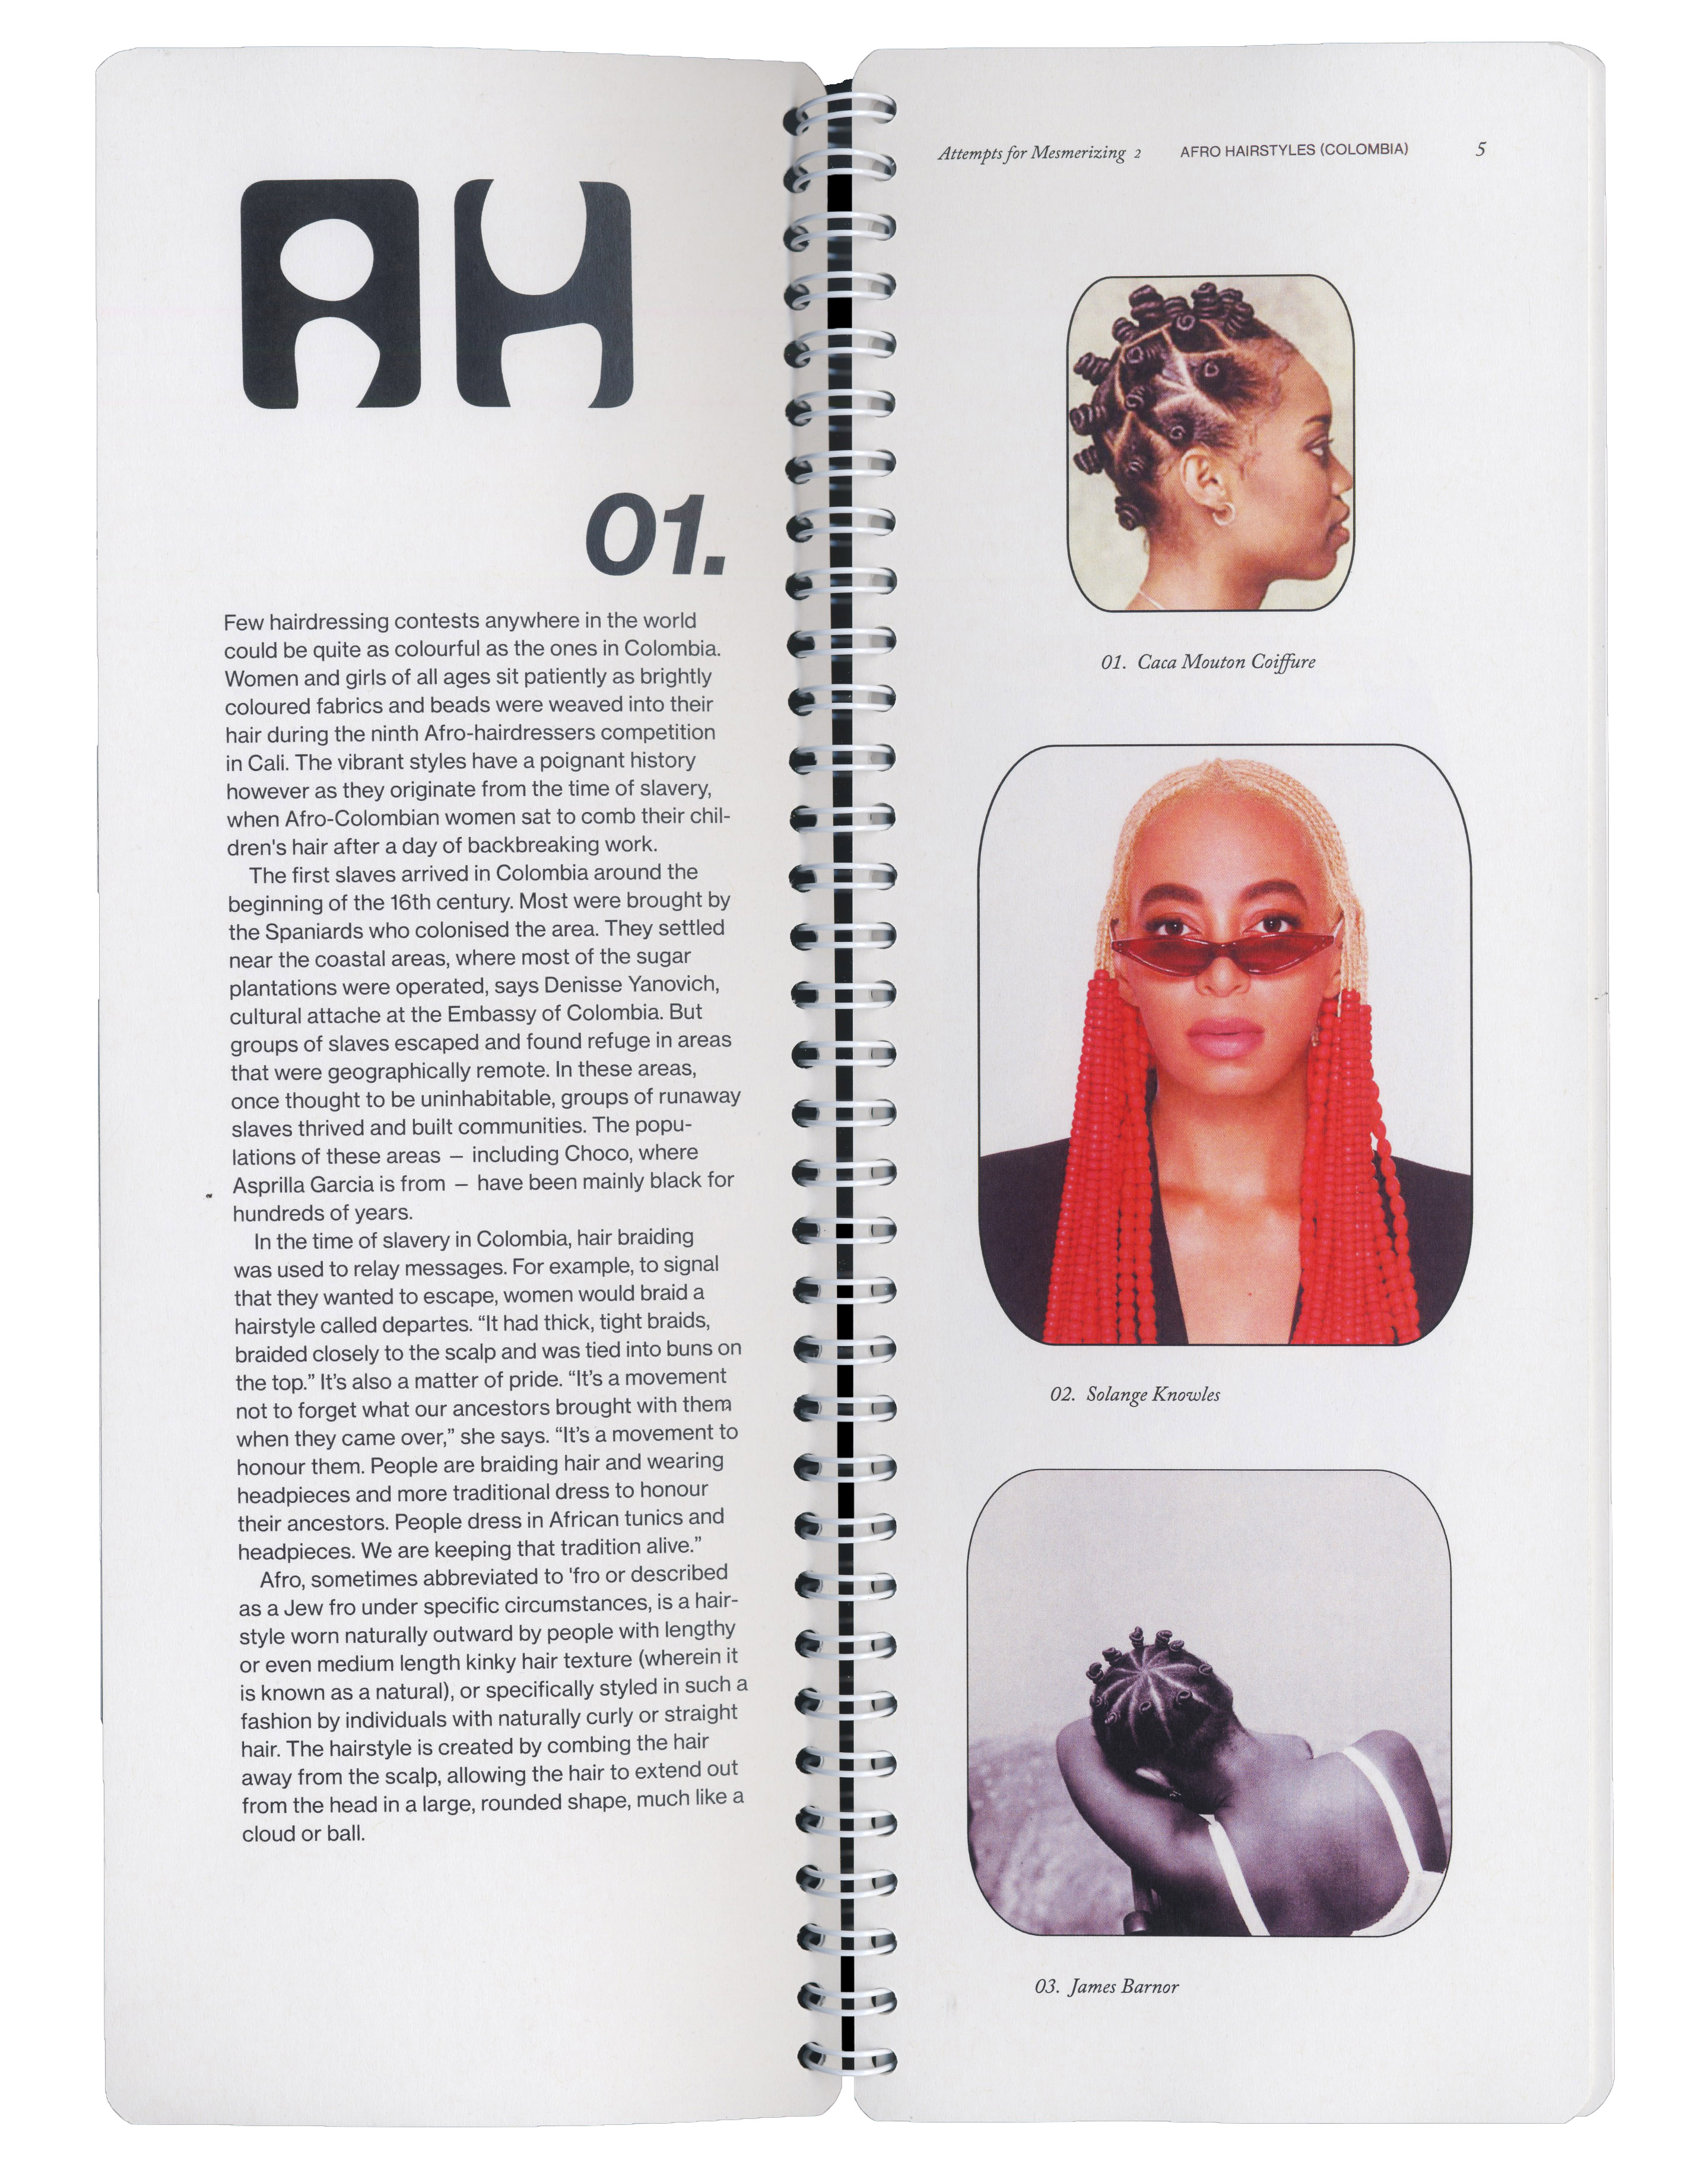 AH
01.
Few hairdressing contests anywhere in the world
could be quite as colourful as the ones in Colombia.
Women and girls of all ages sit patiently as brightly
coloured fabrics and beads were weaved into their
hair during the ninth Afro-hairdressers competition
in Cali. The vibrant styles have a poignant history
however as they originate from the time of slavery,
when Afro-Colombian women sat to comb their chil-
dren's hair after a day of backbreaking work.
The first slaves arrived in Colombia around the
beginning of the 16th century. Most were brought by
the Spaniards who colonised the area. They settled
near the coastal areas, where most of the sugar
plantations were operated, says Denisse Yanovich,
cultural attache at the Embassy of Colombia. But
groups of slaves escaped and found refuge in areas
that were geographically remote. In these areas,
once thought to be uninhabitable, groups of runaway
slaves thrived and built communities. The popu-
lations of these areas – including Choco, where
Asprilla Garcia is from – have been mainly black for
hundreds of years.
In the time of slavery in Colombia, hair braiding
was used to relay messages. For example, to signal
that they wanted to escape, women would braid a
hairstyle called departes. “It had thick, tight braids,
braided closely to the scalp and was tied into buns on
the top.” It’s also a matter of pride. “It’s a movement
not to forget what our ancestors brought with them
when they came over,” she says. “It’s a movement to
honour them. People are braiding hair and wearing
headpieces and more traditional dress to honour
their ancestors. People dress in African tunics and
headpieces. We are keeping that tradition alive.”
Afro, sometimes abbreviated to 'fro or described
as a Jew fro under specific circumstances, is a hair-
style worn naturally outward by people with lengthy
or even medium length kinky hair texture (wherein it
is known as a natural), or specifically styled in such a
fashion by individuals with naturally curly or straight
hair. The hairstyle is created by combing the hair
away from the scalp, allowing the hair to extend out
from the head in a large, rounded shape, much like a
cloud or ball.
Attempts for Mesmerizing 2 AFRO HAIRSTYLES (COLOMBIA) 5
01. Caca Mouton Coiffure
02. Solange Knowles
03. James Barnor